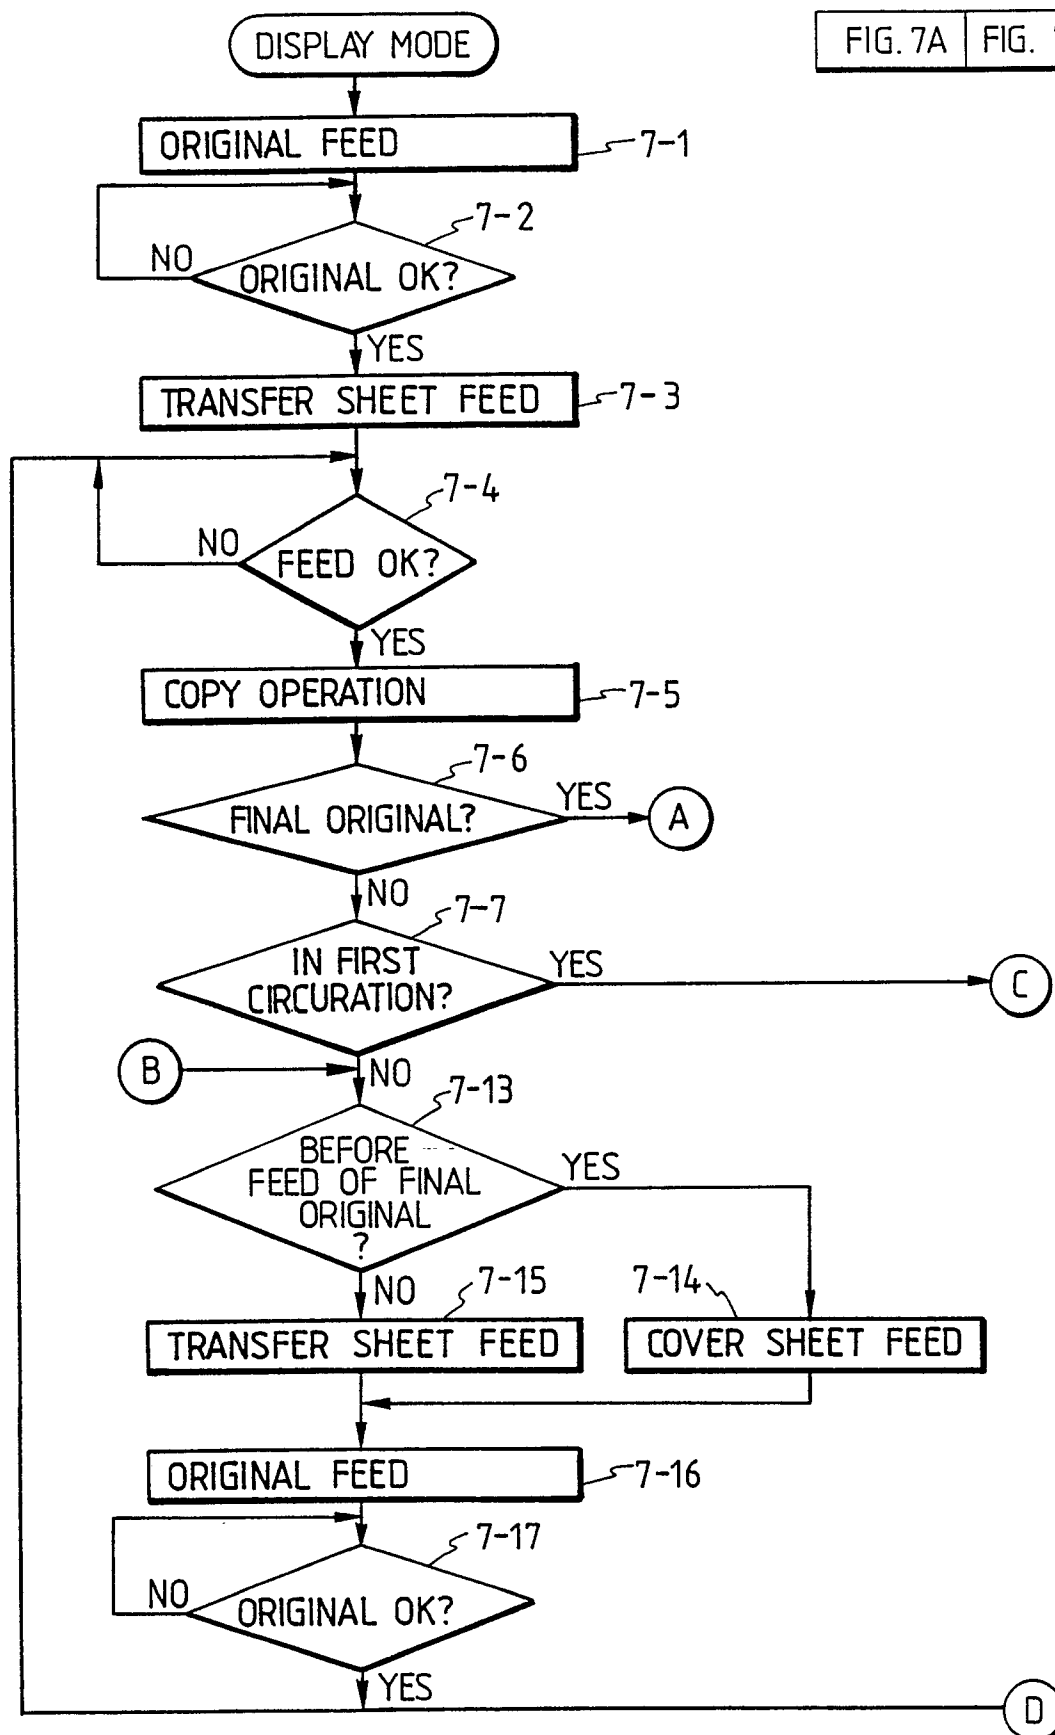 DISPLAY MODE
FIG. 7A FIG.
ORIGINAL FEED 7-1
7-2
NO ORIGINAL OK?
YES
TRANSFER SHEET FEED 7-3
7-4
NO FEED OK?
YES
COPY OPERATION 7-5
7-6
FINAL ORIGINAL? YES A
NO
7-7
IN FIRST
CIRCURATION? YES C
B NO
7-13
BEFORE
FEED OF FINAL YES
ORIGINAL
?
NO 7-15 7-14
TRANSFER SHEET FEED COVER SHEET FEED
ORIGINAL FEED 7-16
7-17
NO ORIGINAL OK?
YES
D